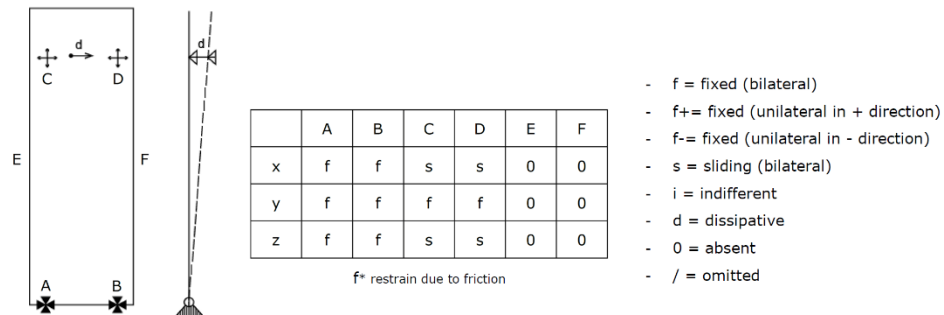 d
C D
E F
A B
d
A B C D E F
x f f s s 0 0
y f f f f 0 0
z f f s s 0 0
f* restrain due to friction
- f = fixed (bilateral)
- f+= fixed (unilateral in + direction)
- f-= fixed (unilateral in - direction)
- s = sliding (bilateral)
- i = indifferent
- d = dissipative
- 0 = absent
- / = omitted